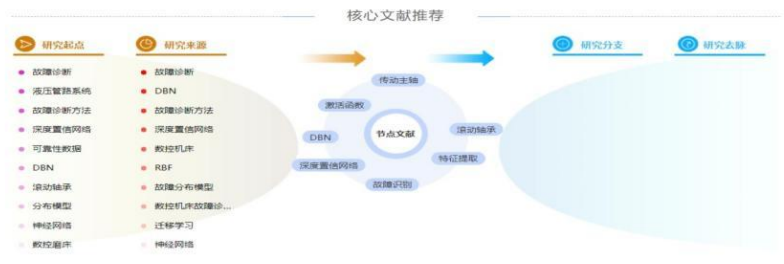 核心文献推荐
研究起点
故障诊断
液压管路系统
故障诊断方法
深度置信网络
可靠性数据
DBN
滚动轴承
分布模型
神经网络
数控磨床
研究来源
故障诊断
DBN
故障诊断方法
深度置信网络
数控机床
RBF
故障分布模型
数控机床故障诊...
迁移学习
神经网络
传动主轴
激活函数
DBN
节点文献
滚动轴承
深度置信网络
特征提取
故障识别
研究分支
研究去脉